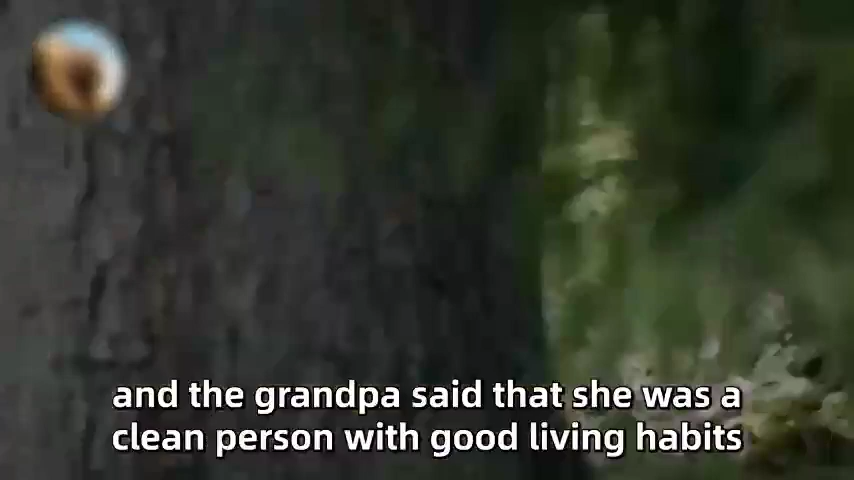 and the grandpa said that she was a
clean person with good living habits